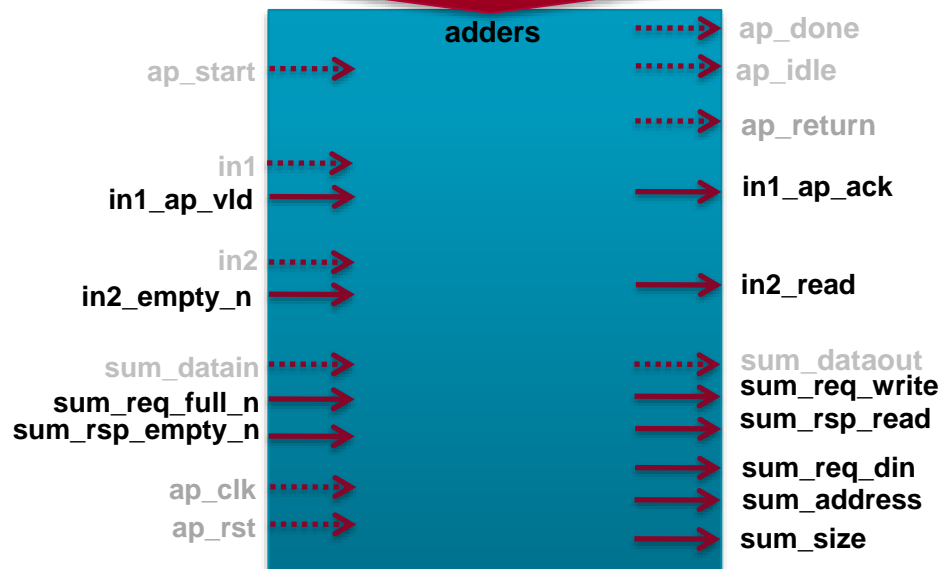 adders
ap_start
in1
in1_ap_vld
in2
in2_empty_n
sum_datain
sum_req_full_n
sum_rsp_empty_n
ap_clk
ap_rst
ap_done
ap_idle
ap_return
in1_ap_ack
in2_read
sum_dataout
sum_req_write
sum_rsp_read
sum_req_din
sum_address
sum_size